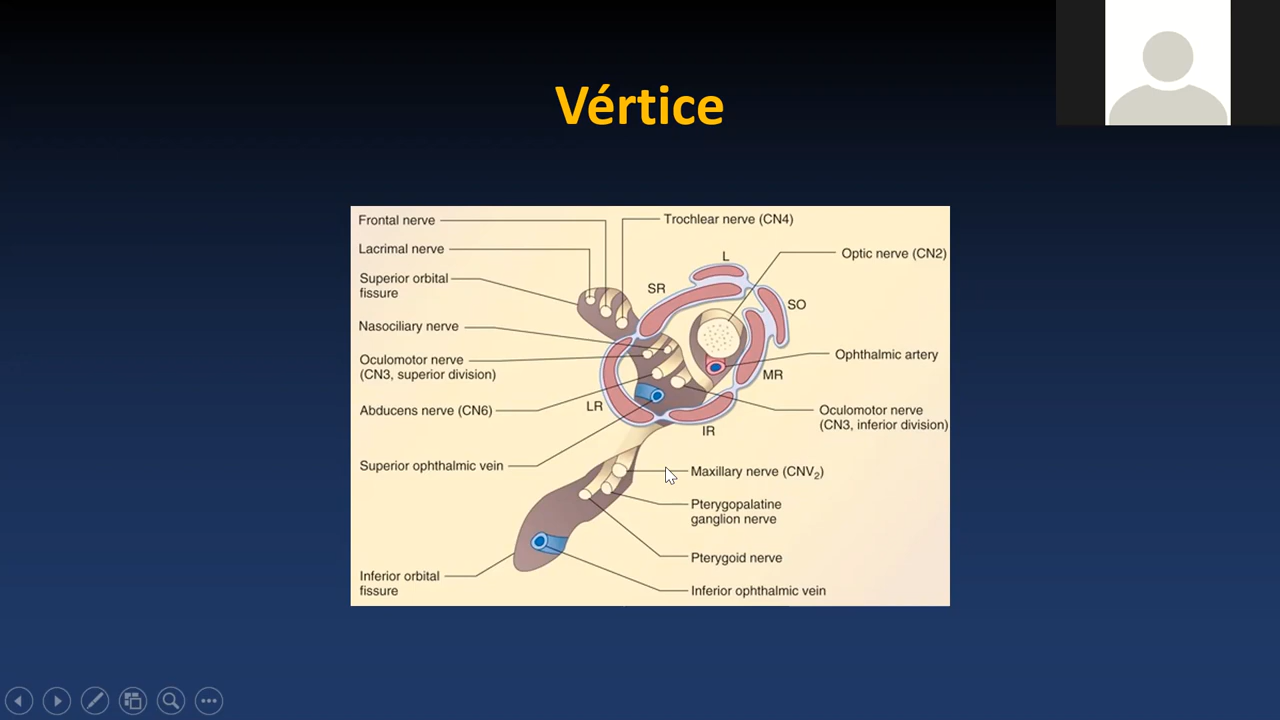 Vértice
Frontal nerve
Lacrimal nerve
Superior orbital
fissure
Nasociliary nerve
Oculomotor nerve
(CN3, superior division)
Abducens nerve (CN6)
Superior ophthalmic vein
Inferior orbital
fissure
Trochlear nerve (CN4)
L
Optic nerve (CN2)
SR
SO
Ophthalmic artery
MR
LR
Oculomotor nerve
(CN3, inferior division)
IR
Maxillary nerve (CNV₂)
Pterygopalatine
ganglion nerve
Pterygoid nerve
Inferior ophthalmic vein